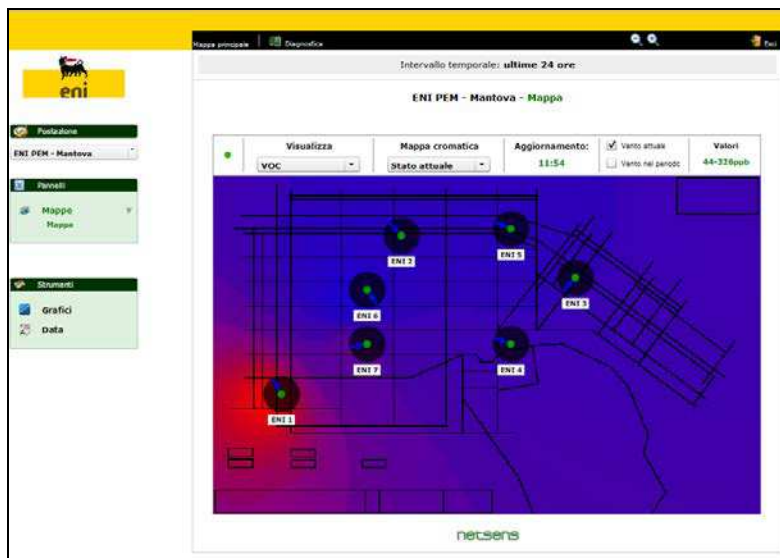 Mappa principale
Diagnostica
Esci
eni
Intervallo temporale: ultime 24 ore
ENI PEM - Mantova - Mappa
Postazione
ENI PEM - Mantova
Pannelli
Mappe
Mappa
Strumenti
Grafici
Data
Visualizza
VOC
Mappa cromatica
Stato attuale
Aggiornamento:
11:54
Vento attuale
Vento nel periodo
Valori
44-328ppb
ENI 2
ENI 5
ENI 3
ENI 6
ENI 7
ENI 4
ENI 1
netsens